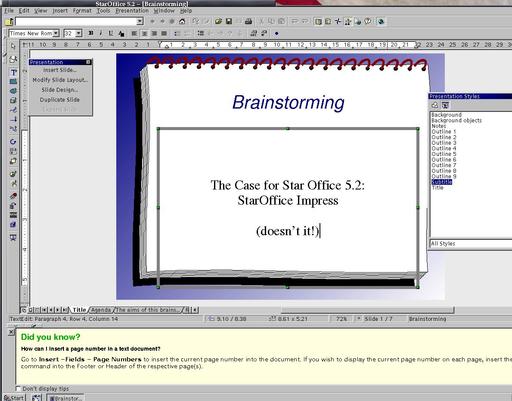 StarOffice 5.2 - [Brainstorming]
File Edit View Insert Format Tools Presentation Window Help
Times New Rom 32
Presentation
Insert Slide...
Modify Slide Layout...
Slide Design...
Duplicate Slide
Expand Slide
Brainstorming
The Case for Star Office 5.2:
StarOffice Impress
(doesn't it!)
Presentation Styles
Background
Background objects
Notes
Outline 1
Outline 2
Outline 3
Outline 4
Outline 5
Outline 6
Outline 7
Outline 8
Outline 9
Subtitle
Title
All Styles
Title Agenda The aims of this brains...
TextEdit: Paragraph 4, Row 4, Column 14 9.10 / 8.38 8.61 x 5.21 72% Slide 1 / 7 Brainstorming
Did you know?
How can I insert a page number in a text document?
Go to Insert –Fields – Page Numbers to insert the current page number into the document. If you wish to display the current page number on each page, insert the
command into the Footer or Header of the respective page(s).
Don't display tips
Start Brainstor...